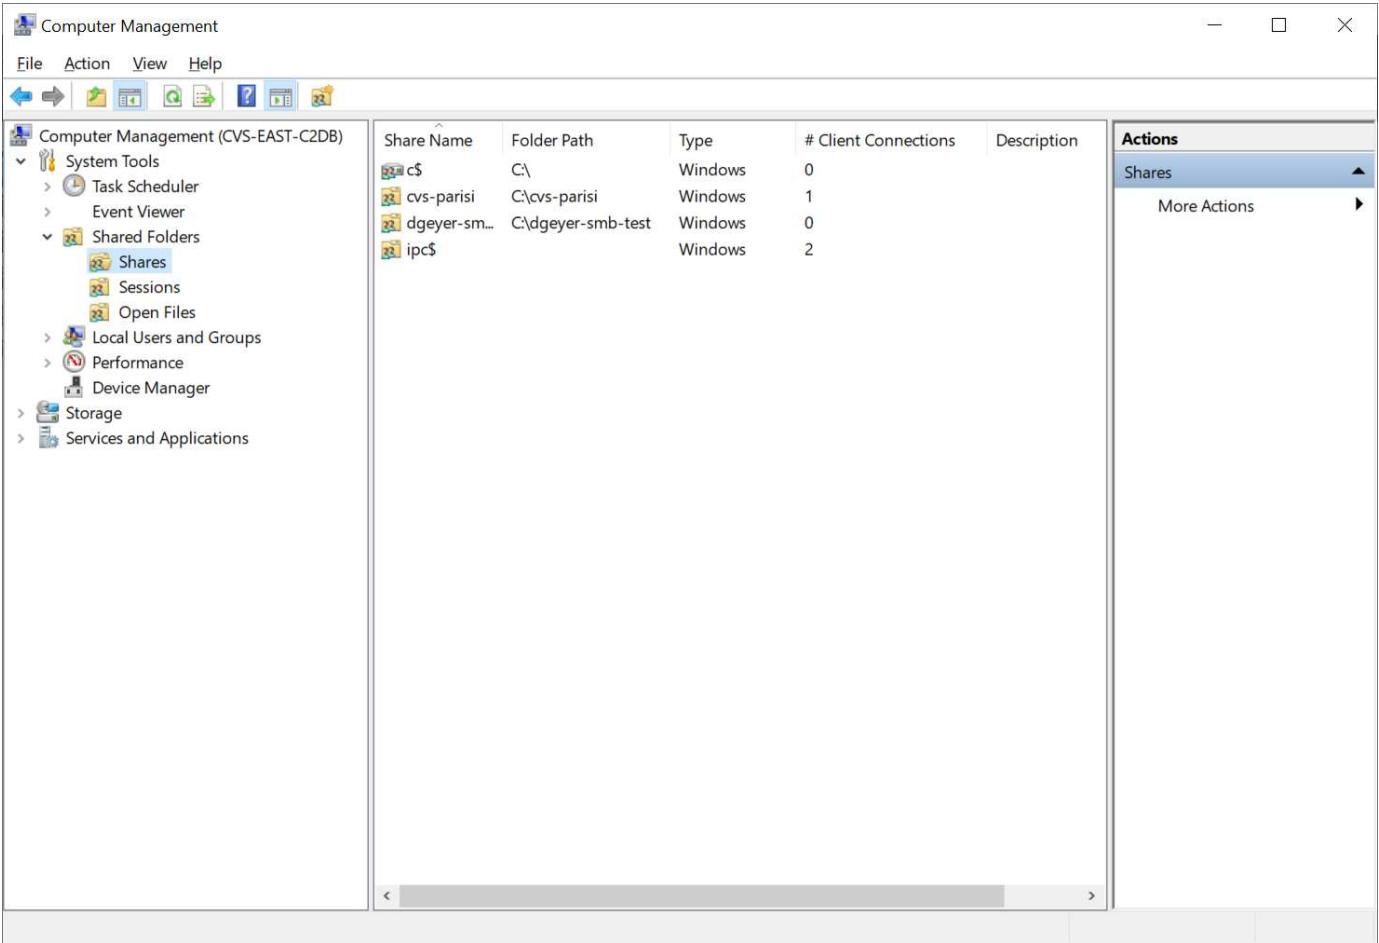 Computer Management
File Action View Help
Computer Management (CVS-EAST-C2DB)
System Tools
Task Scheduler
Event Viewer
Shared Folders
Shares
Sessions
Open Files
Local Users and Groups
Performance
Device Manager
Storage
Services and Applications
Share Name Folder Path Type # Client Connections Description
c$ C:\ Windows 0
cvs-parisi C:\cvs-parisi Windows 1
dgeyer-sm... C:\dgeyer-smb-test Windows 0
ipc$ Windows 2
Actions
Shares
More Actions